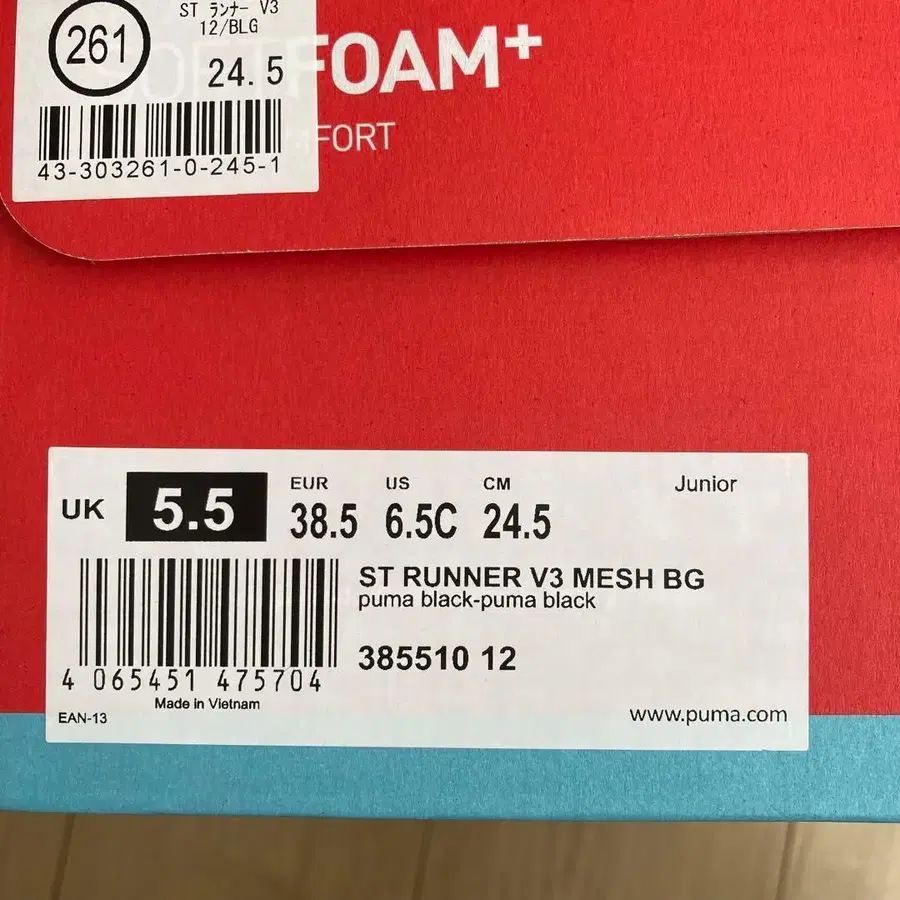 ST ランナー V3
12/BLG
261
24.5
43-303261-0-245-1
FOAM+
FORT
UK 5.5
EUR 38.5
US 6.5C
CM 24.5
Junior
ST RUNNER V3 MESH BG
puma black-puma black
385510 12
4 065451 475704
Made in Vietnam
EAN-13
www.puma.com